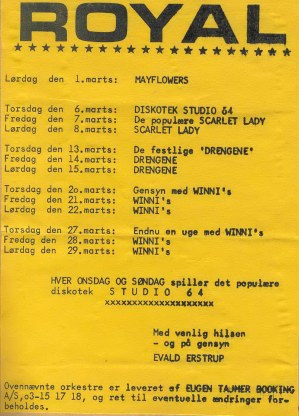 ROYAL
Lørdag den 1.marts: MAYFLOWERS
Torsdag den 6.marts: DISKOTEK STUDIO 64
Fredag den 7.marts: De populære SCARLET LADY
Lørdag den 8.marts: SCARLET LADY
Torsdag den 13.marts: De festlige 'DRENGENE'
Fredag den 14.marts: DRENGENE
Lørdag den 15.marts: DRENGENE
Torsdag den 2o.marts: Gensyn med WINNI's
Fredag den 21.marts: WINNI's
Lørdag den 22.marts: WINNI's
Torsdag den 27.marts: Endnu en uge med WINNI's
Fredag den 28.marts: WINNI's
Lørdag den 29.marts: WINNI's
HVER ONSDAG OG SØNDAG spiller det populære
diskotek S T U D I O 6 4
xxxxxxxxxxxxxxxxxxxx
Med venlig hilsen
- og på gensyn
EVALD ERSTRUP
Ovennævnte orkestre er leveret af EUGEN TAJMER BOOKING
A/S,o3-15 17 18, og ret til eventuelle ændringer for-
beholdes.